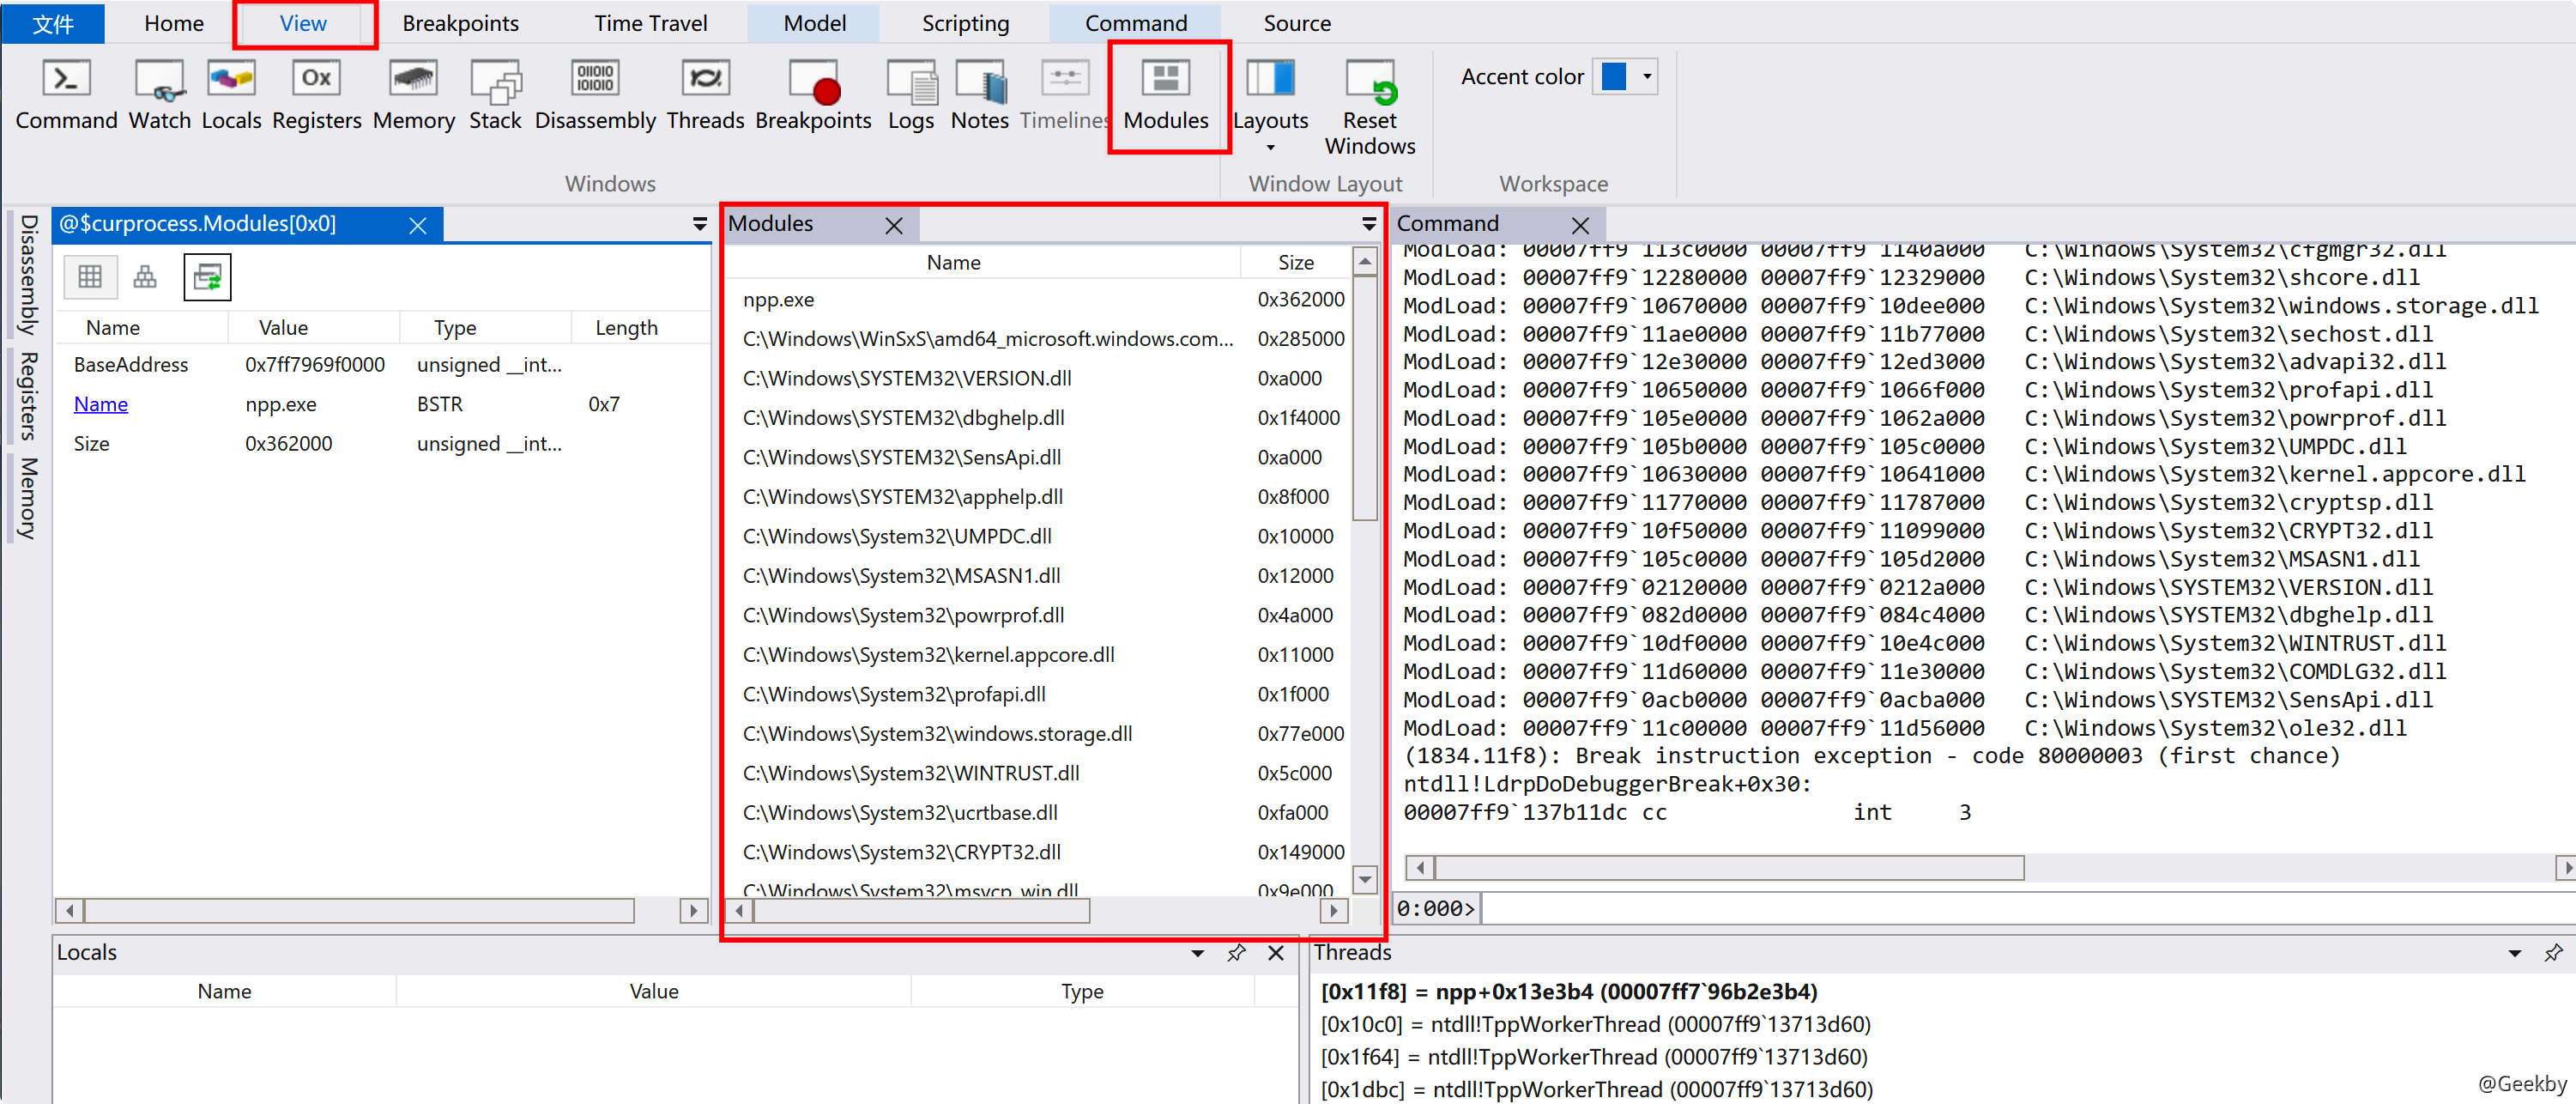 文件 Home View Breakpoints Time Travel Model Scripting Command Source
Command Watch Locals Registers Memory Stack Disassembly Threads Breakpoints Logs Notes Timelines Modules Layouts Reset Windows
Accent color
Windows Window Layout Workspace
Disassembly
Registers
Memory
@$curprocess.Modules[0x0]
Name Value Type Length
BaseAddress 0x7ff7969f0000 unsigned __int...
Name npp.exe BSTR 0x7
Size 0x362000 unsigned __int...
Modules
Name Size
npp.exe 0x362000
C:\Windows\WinSxS\amd64_microsoft.windows.com... 0x285000
C:\Windows\SYSTEM32\VERSION.dll 0xa000
C:\Windows\SYSTEM32\dbghelp.dll 0x1f4000
C:\Windows\SYSTEM32\SensApi.dll 0xa000
C:\Windows\SYSTEM32\apphelp.dll 0x8f000
C:\Windows\System32\UMPDC.dll 0x10000
C:\Windows\System32\MSASN1.dll 0x12000
C:\Windows\System32\powrprof.dll 0x4a000
C:\Windows\System32\kernel.appcore.dll 0x11000
C:\Windows\System32\profapi.dll 0x1f000
C:\Windows\System32\windows.storage.dll 0x77e000
C:\Windows\System32\WINTRUST.dll 0x5c000
C:\Windows\System32\ucrtbase.dll 0xfa000
C:\Windows\System32\CRYPT32.dll 0x149000
C:\Windows\System32\msvcp_win.dll 0x9e000
Command
ModLoad: 00007ff9`113c0000 00007ff9`1140a000 C:\Windows\System32\cfgmgr32.dll
ModLoad: 00007ff9`12280000 00007ff9`12329000 C:\Windows\System32\shcore.dll
ModLoad: 00007ff9`10670000 00007ff9`10dee000 C:\Windows\System32\windows.storage.dll
ModLoad: 00007ff9`11ae0000 00007ff9`11b77000 C:\Windows\System32\sechost.dll
ModLoad: 00007ff9`12e30000 00007ff9`12ed3000 C:\Windows\System32\advapi32.dll
ModLoad: 00007ff9`10650000 00007ff9`1066f000 C:\Windows\System32\profapi.dll
ModLoad: 00007ff9`105e0000 00007ff9`1062a000 C:\Windows\System32\powrprof.dll
ModLoad: 00007ff9`105b0000 00007ff9`105c0000 C:\Windows\System32\UMPDC.dll
ModLoad: 00007ff9`10630000 00007ff9`10641000 C:\Windows\System32\kernel.appcore.dll
ModLoad: 00007ff9`11770000 00007ff9`11787000 C:\Windows\System32\cryptsp.dll
ModLoad: 00007ff9`10f50000 00007ff9`11099000 C:\Windows\System32\CRYPT32.dll
ModLoad: 00007ff9`105c0000 00007ff9`105d2000 C:\Windows\System32\MSASN1.dll
ModLoad: 00007ff9`02120000 00007ff9`0212a000 C:\Windows\SYSTEM32\VERSION.dll
ModLoad: 00007ff9`082d0000 00007ff9`084c4000 C:\Windows\SYSTEM32\dbghelp.dll
ModLoad: 00007ff9`10df0000 00007ff9`10e4c000 C:\Windows\System32\WINTRUST.dll
ModLoad: 00007ff9`11d60000 00007ff9`11e30000 C:\Windows\System32\COMDLG32.dll
ModLoad: 00007ff9`0acb0000 00007ff9`0acba000 C:\Windows\SYSTEM32\SensApi.dll
ModLoad: 00007ff9`11c00000 00007ff9`11d56000 C:\Windows\System32\ole32.dll
(1834.11f8): Break instruction exception - code 80000003 (first chance)
ntdll!LdrpDoDebuggerBreak+0x30:
00007ff9`137b11dc cc int 3
0:000>
Locals
Name Value Type
Threads
[0x11f8] = npp+0x13e3b4 (00007ff7`96b2e3b4)
[0x10c0] = ntdll!TppWorkerThread (00007ff9`13713d60)
[0x1f64] = ntdll!TppWorkerThread (00007ff9`13713d60)
[0x1dbc] = ntdll!TppWorkerThread (00007ff9`13713d60)
@Geekby